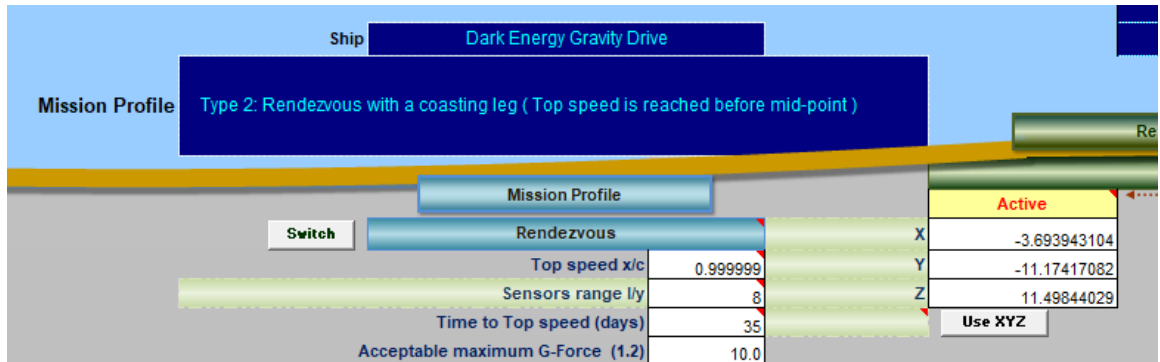 Ship Dark Energy Gravity Drive
Mission Profile Type 2: Rendezvous with a coasting leg ( Top speed is reached before mid-point )
Re
Mission Profile
Active
Switch Rendezvous X -3.693943104
Top speed x/c 0.999999 Y -11.17417082
Sensors range l/y 8 Z 11.49844029
Time to Top speed (days) 35 Use XYZ
Acceptable maximum G-Force (1.2) 10.0